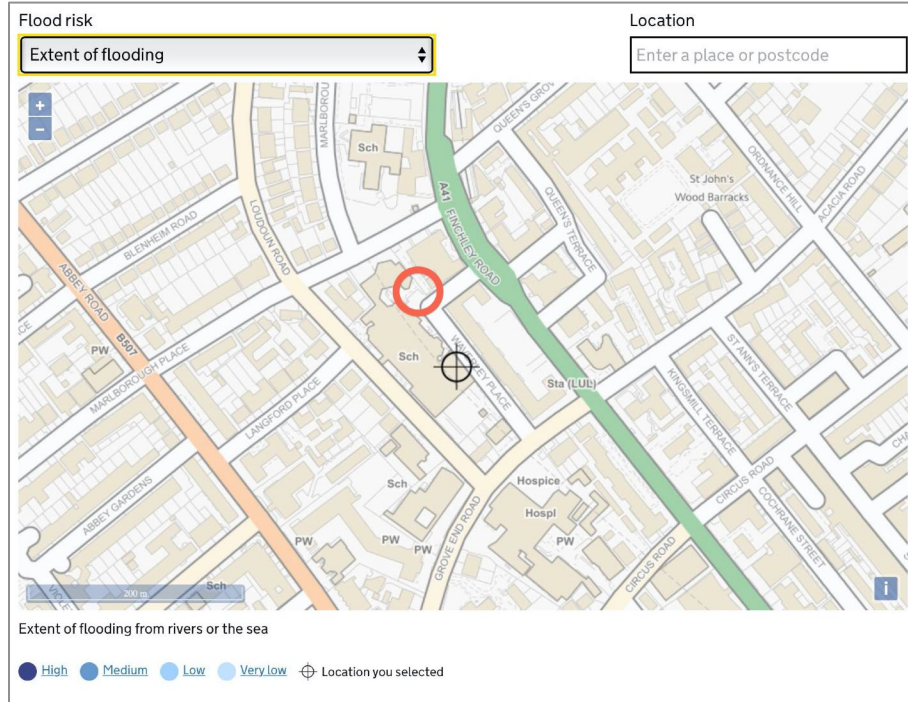 Flood risk
Location
Extent of flooding
Enter a place or postcode
+
-
MARLBOROU
QUEEN'S GRO
Sch
ORDNANCE HILL
St John's
Wood Barracks
ACACIA ROAD
A41 FINCHLEY ROAD
QUEEN'S TERRACE
LOUDOUN ROAD
BLENHEIM ROAD
ABBEY ROAD
B507
PW
MARLBOROUGH PLACE
LANGFORD PLACE
Sch
WAVERLEY PLACE
Sta (LUL)
ST ANN'S TERRACE
KINGSMILL TERRACE
CIRCUS ROAD
COCHRANE STREET
ABBEY GARDENS
Sch
Hospice
Hospl
PW
PW
PW
PW
GROVE END ROAD
CIRCUS ROAD
Sch
200 m
i
Extent of flooding from rivers or the sea
High Medium Low Very low Location you selected